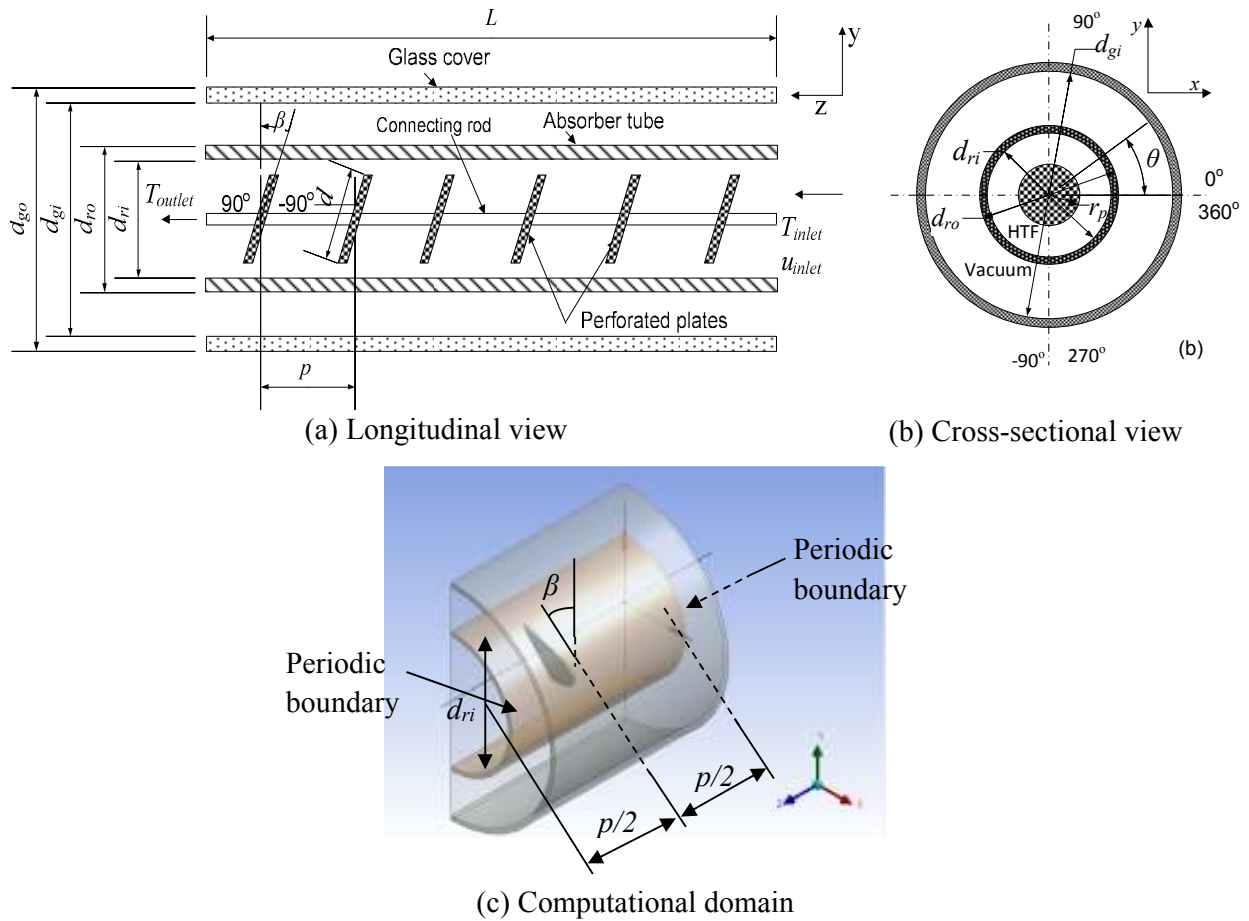 L
Glass cover
y
z
β
Connecting rod
Absorber tube
d_go
d_gi
d_ro
d_ri
T_outlet
90°
-90°
d
T_inlet
u_inlet
Perforated plates
p
(a) Longitudinal view
90°
y
d_gi
x
d_ri
θ
0°
360°
d_ro
r_p
HTF
Vacuum
-90°
270°
(b)
(b) Cross-sectional view
Periodic
boundary
β
Periodic
boundary
d_ri
p/2
p/2
(c) Computational domain